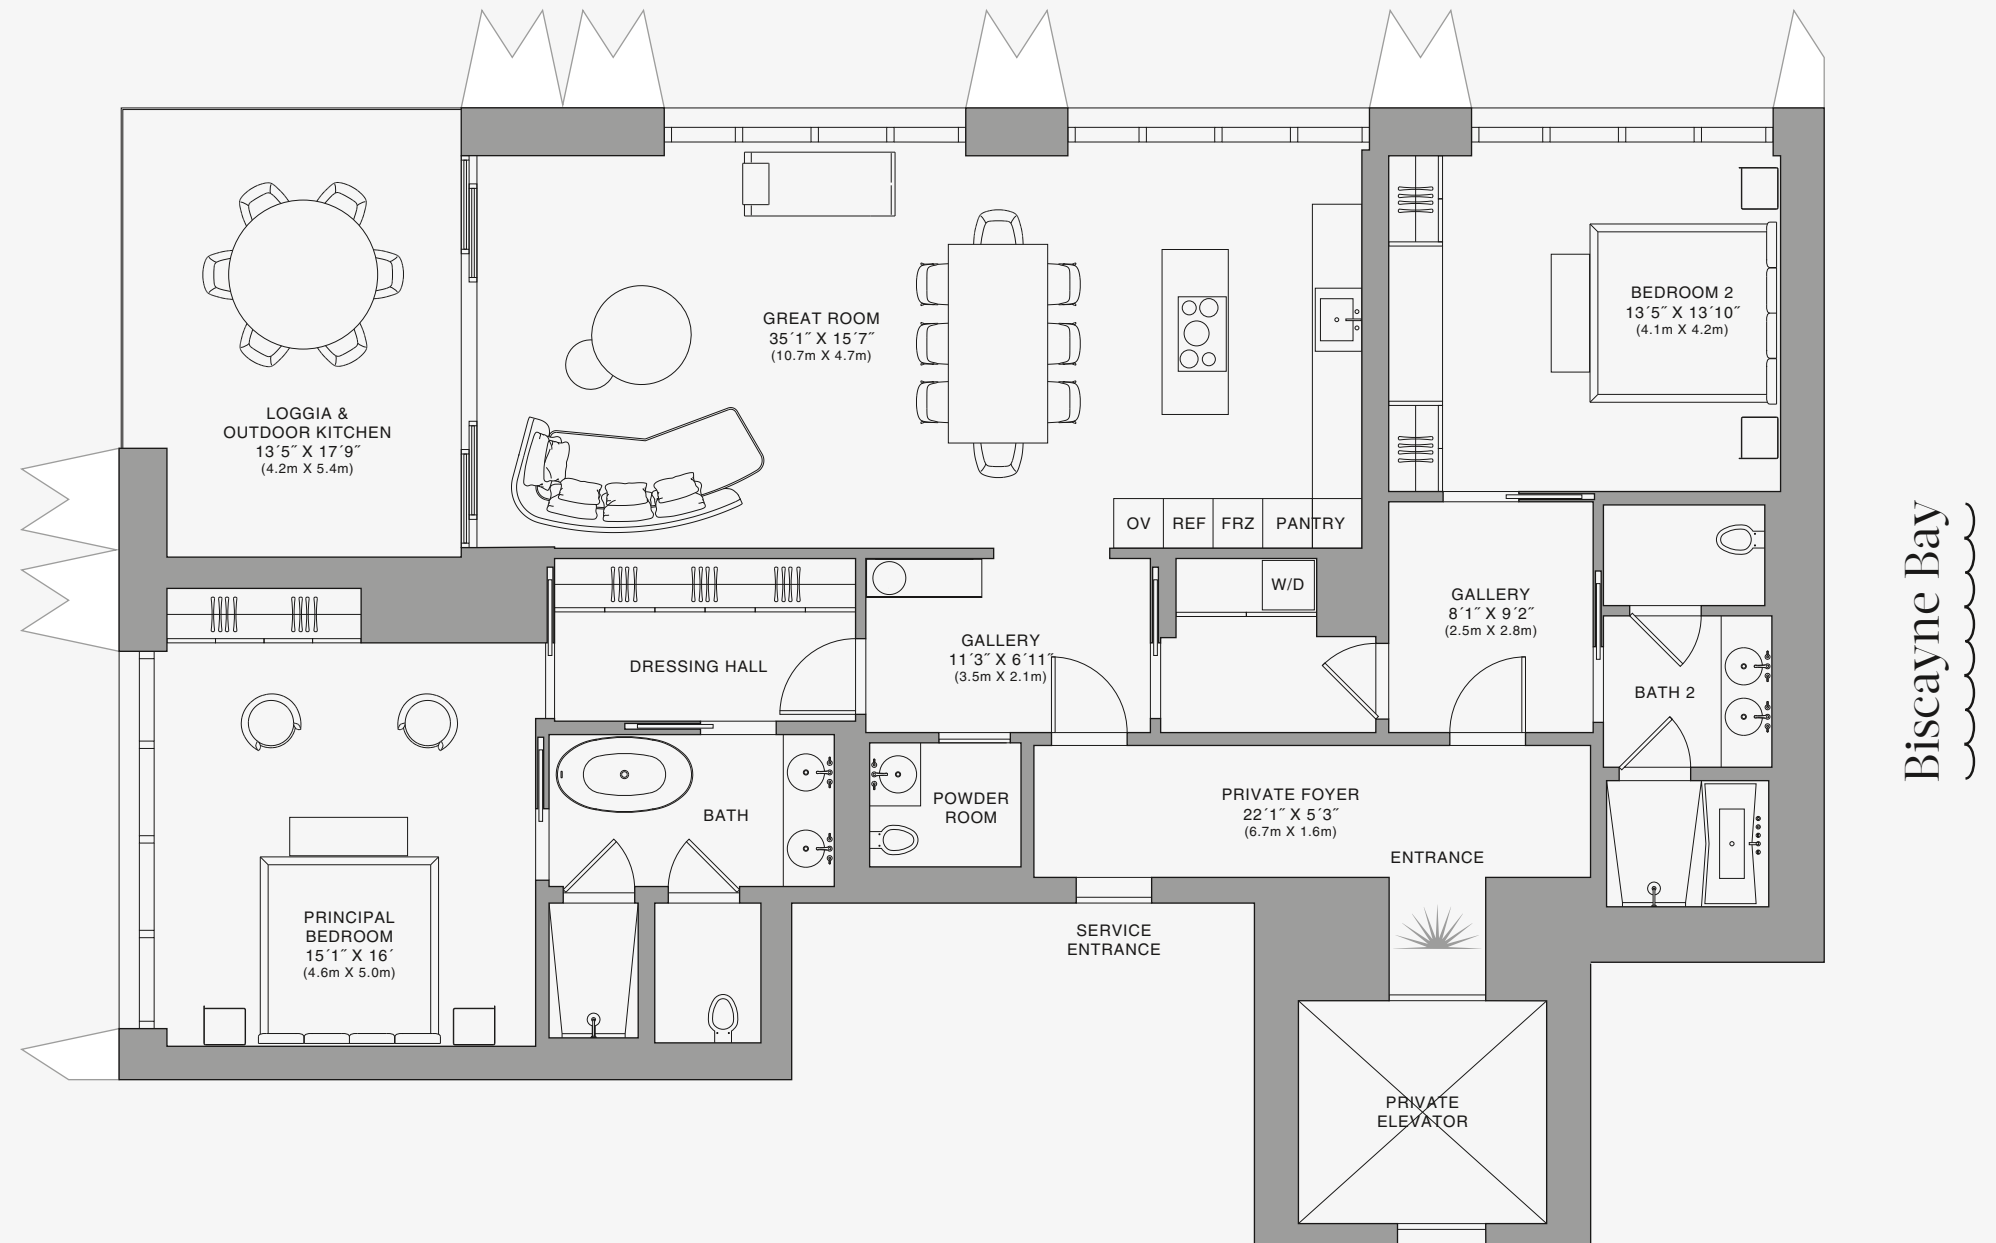 GREAT ROOM
35´1˝ X 15´7˝
(10.7m X 4.7m)
BEDROOM 2
13´5˝ X 13´10˝
(4.1m X 4.2m)
LOGGIA &
OUTDOOR KITCHEN
13´5˝ X 17´9˝
(4.2m X 5.4m)
OV
REF
FRZ
PANTRY
W/D
GALLERY
8´1˝ X 9´2˝
(2.5m X 2.8m)
GALLERY
11´3˝ X 6´11˝
(3.5m X 2.1m)
DRESSING HALL
BATH 2
BATH
POWDER
ROOM
PRIVATE FOYER
22´1˝ X 5´3˝
(6.7m X 1.6m)
ENTRANCE
PRINCIPAL
BEDROOM
15´1˝ X 16´
(4.6m X 5.0m)
SERVICE
ENTRANCE
PRIVATE
ELEVATOR
Biscayne Bay